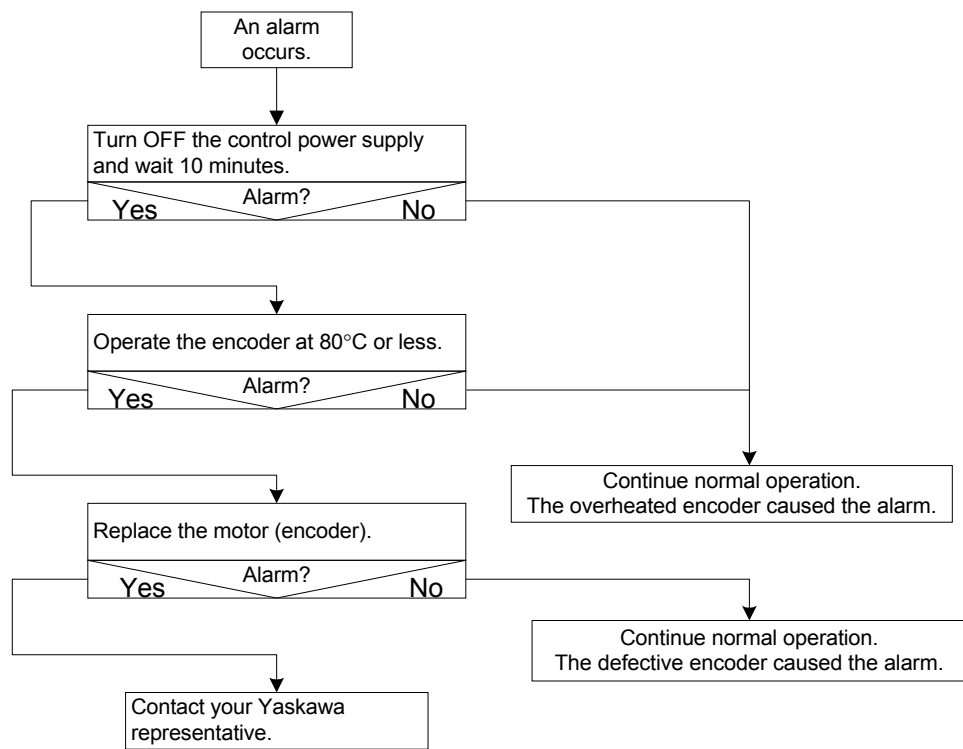 An alarm
occurs.
Turn OFF the control power supply
and wait 10 minutes.
Alarm?
Yes
No
Operate the encoder at 80°C or less.
Alarm?
Yes
No
Continue normal operation.
The overheated encoder caused the alarm.
Replace the motor (encoder).
Alarm?
Yes
No
Continue normal operation.
The defective encoder caused the alarm.
Contact your Yaskawa
representative.